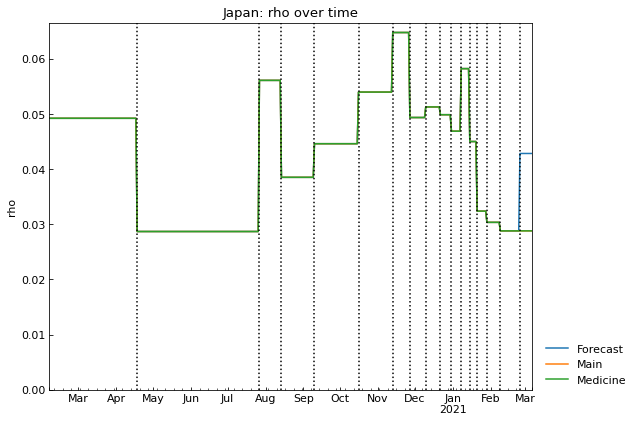 Japan: rho over time
rho
0.06
0.05
0.04
0.03
0.02
0.01
0.00
Mar Apr May Jun Jul Aug Sep Oct Nov Dec Jan Feb Mar
2021
Forecast
Main
Medicine